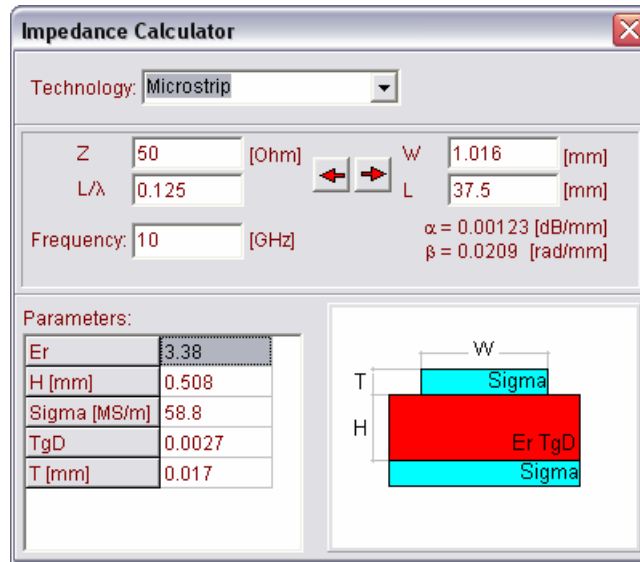 Impedance Calculator
Technology: Microstrip
Z 50 [Ohm] W 1.016 [mm]
L/λ 0.125 L 37.5 [mm]
Frequency: 10 [GHz]
α = 0.00123 [dB/mm]
β = 0.0209 [rad/mm]
Parameters:
Er 3.38
H [mm] 0.508
Sigma [MS/m] 58.8
TgD 0.0027
T [mm] 0.017
W
T Sigma
H
Er TgD
Sigma